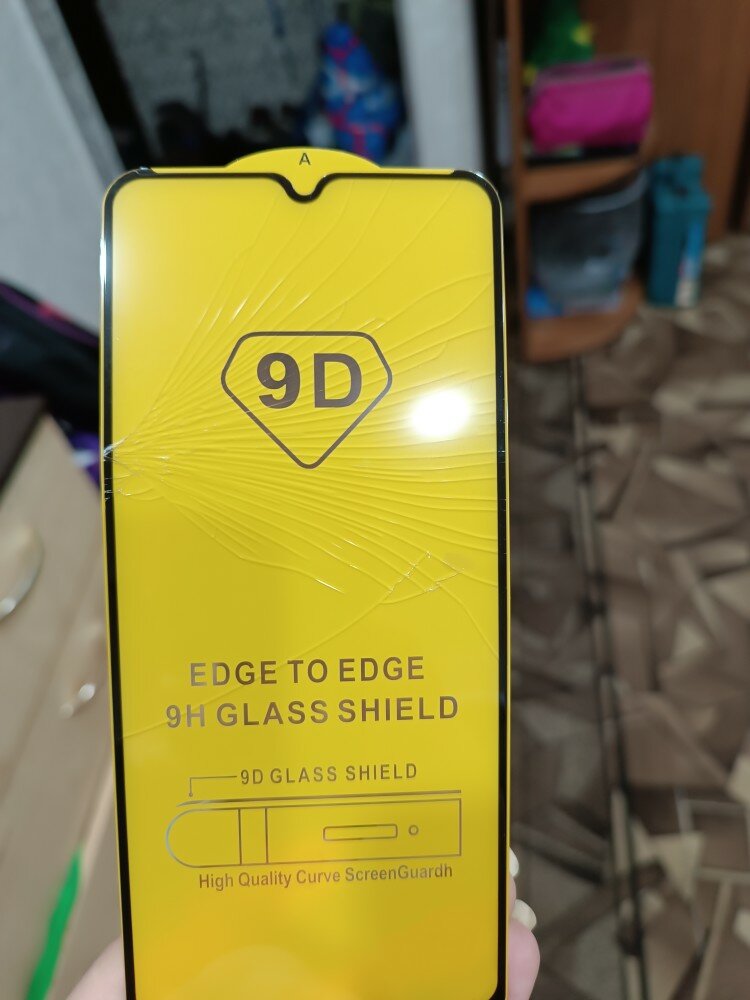 A
9D
EDGE TO EDGE
9H GLASS SHIELD
9D GLASS SHIELD
High Quality Curve ScreenGuardh